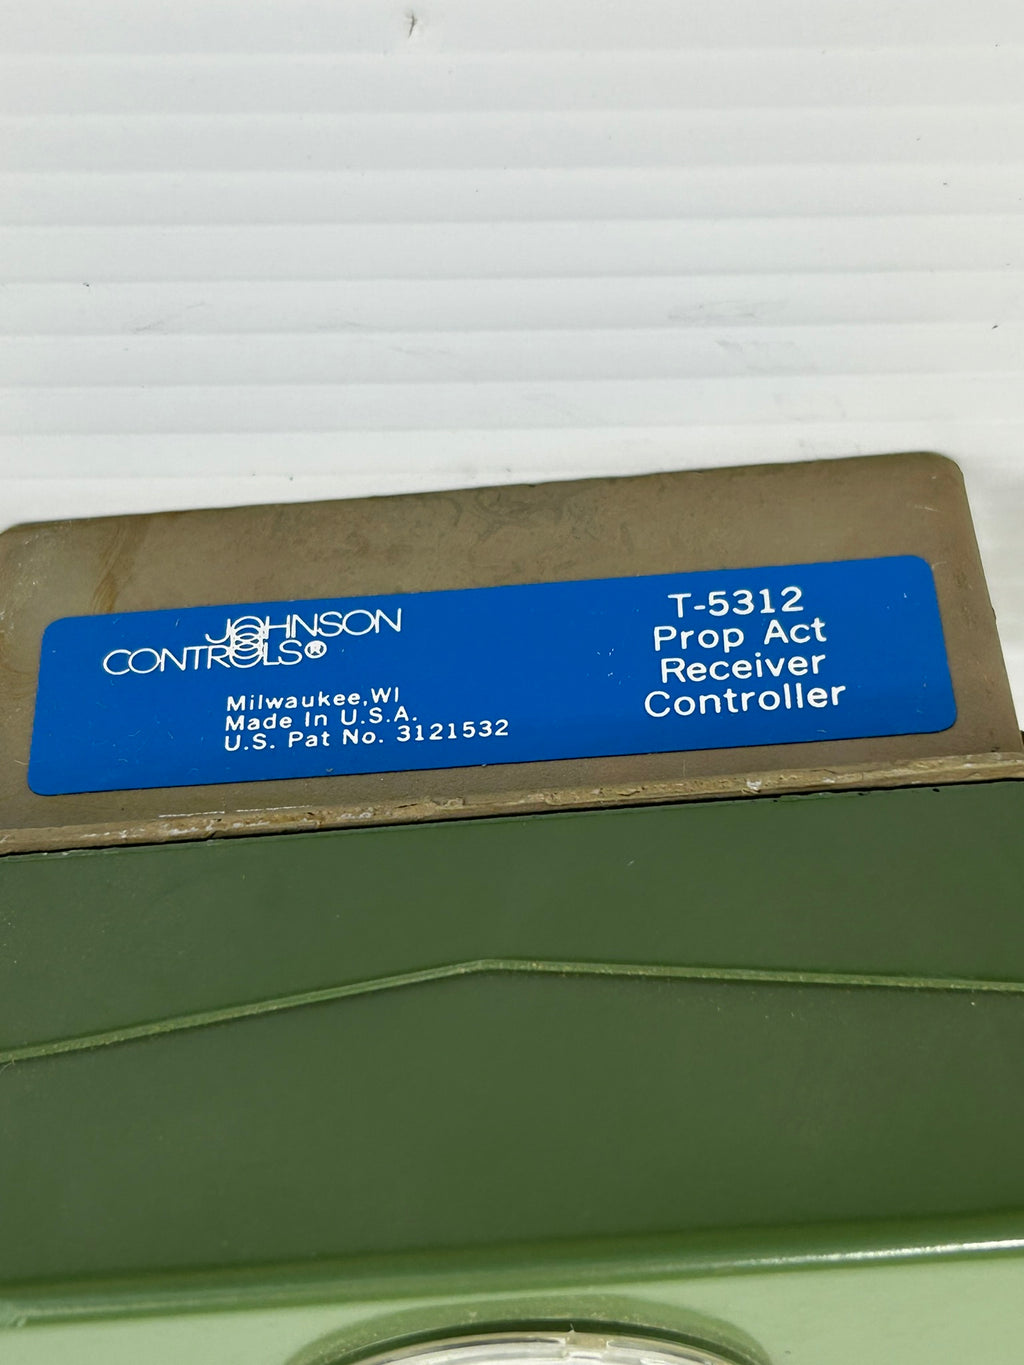 JOHNSON
CONTROLS®
Milwaukee,WI
Made In U.S.A.
U.S. Pat No. 3121532
T-5312
Prop Act
Receiver
Controller